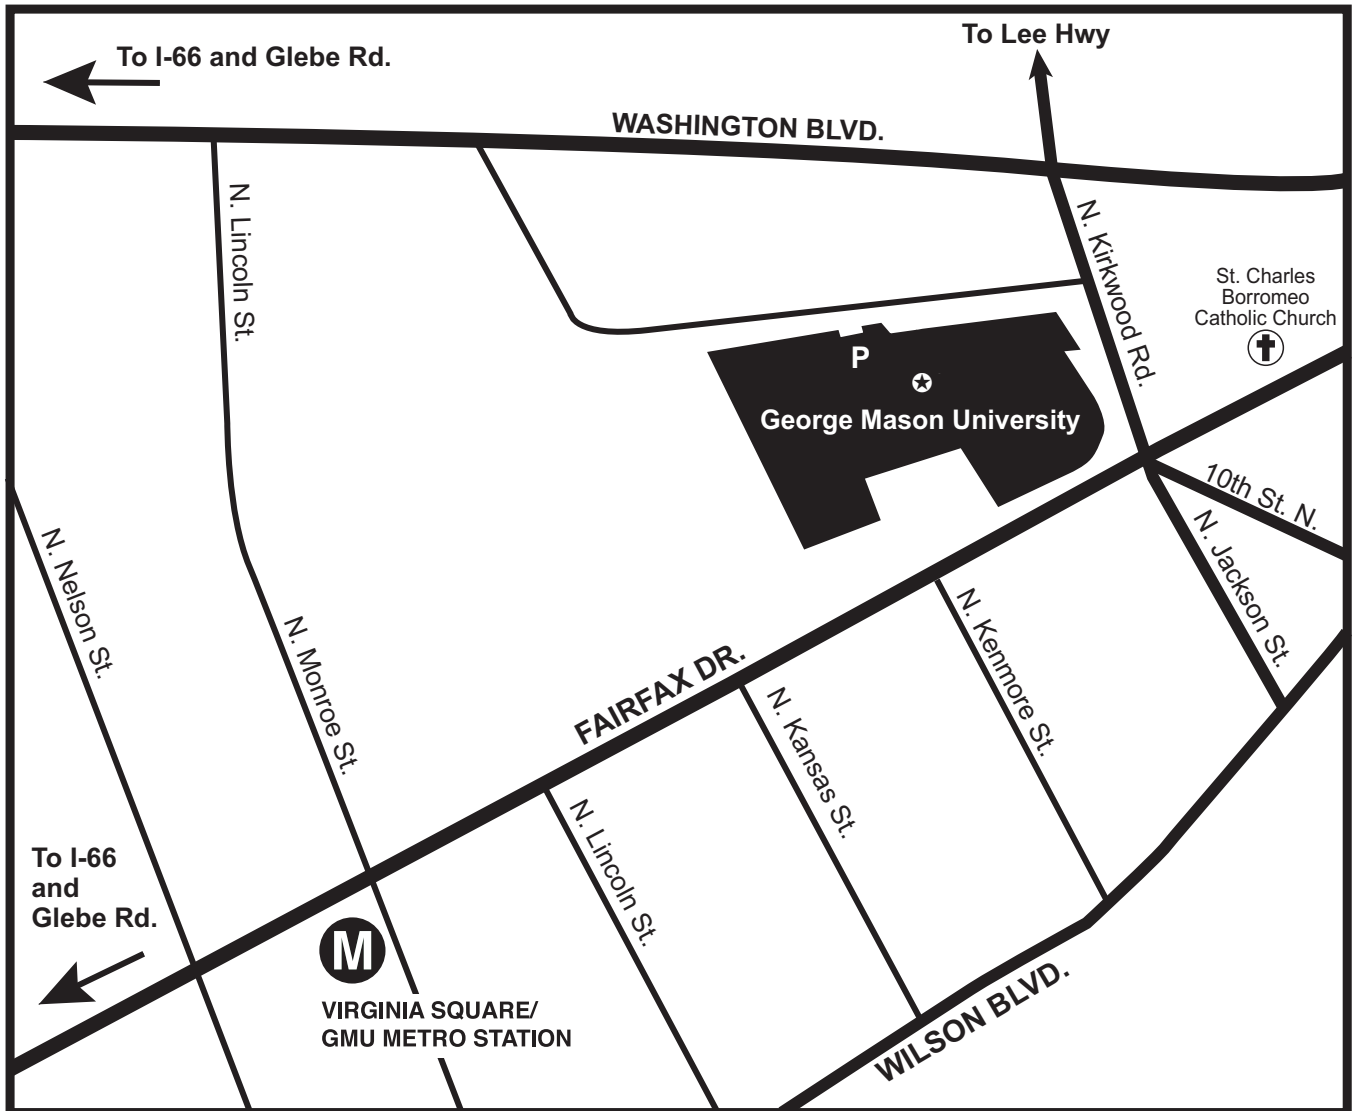 To Lee Hwy
To I-66 and Glebe Rd.
WASHINGTON BLVD.
N. Lincoln St.
N. Kirkwood Rd.
St. Charles
Borromeo
Catholic Church
P
George Mason University
10th St. N.
N. Jackson St.
N. Nelson St.
N. Monroe St.
N. Kenmore St.
FAIRFAX DR.
N. Kansas St.
N. Lincoln St.
To I-66
and
Glebe Rd.
M
VIRGINIA SQUARE/
GMU METRO STATION
WILSON BLVD.